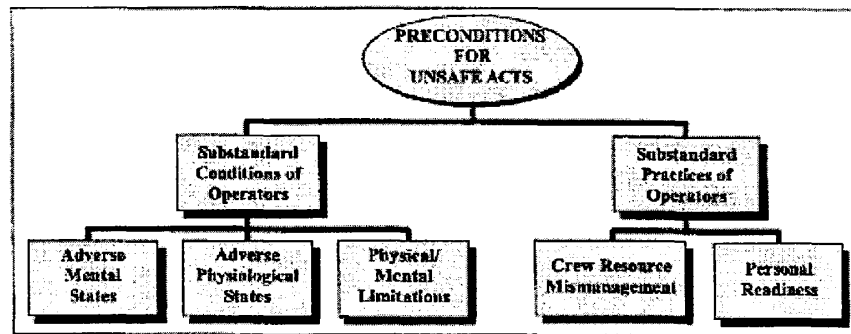 PRECONDITIONS
FOR
UNSAFE ACTS
Substandard
Conditions of
Operators
Substandard
Practices of
Operators
Adverse
Mental
States
Adverse
Physiological
States
Physical/
Mental
Limitations
Crew Resource
Mismanagement
Personal
Readiness